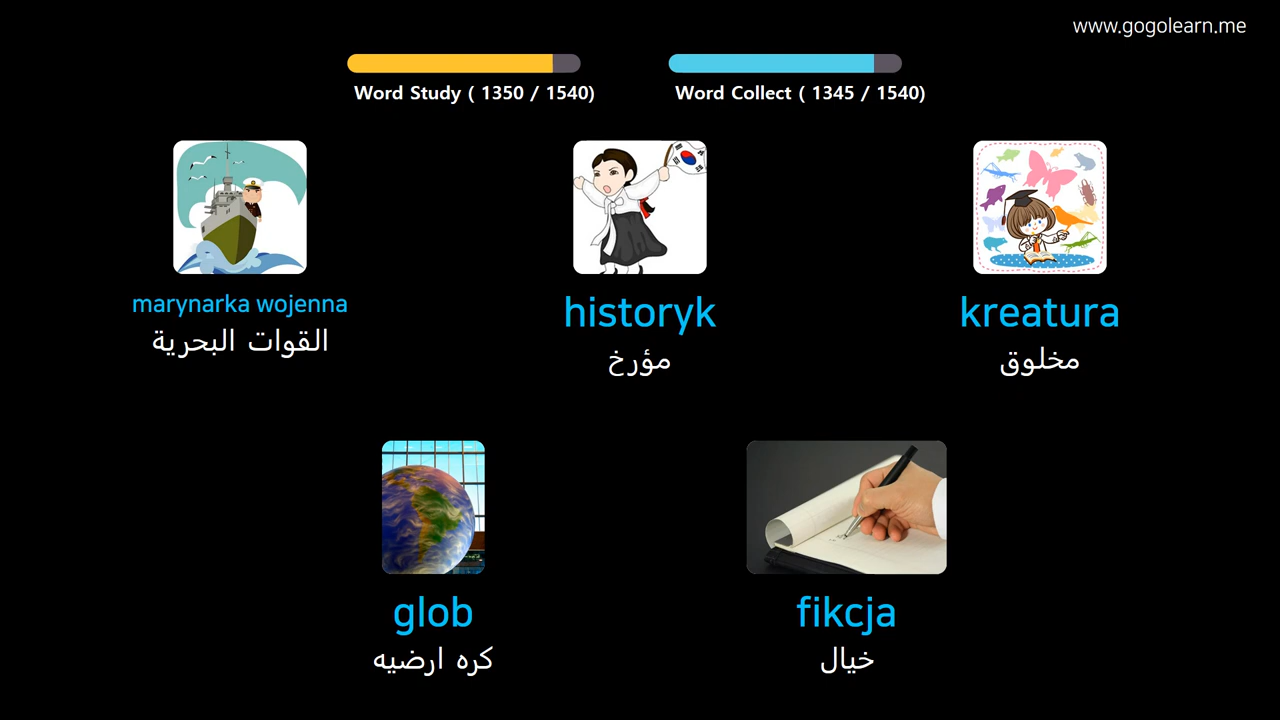 www.gogolearn.me
Word Study ( 1350 / 1540)
Word Collect ( 1345 / 1540)
marynarka wojenna
القوات البحرية
historyk
مؤرخ
kreatura
مخلوق
glob
كره ارضيه
fikcja
خيال